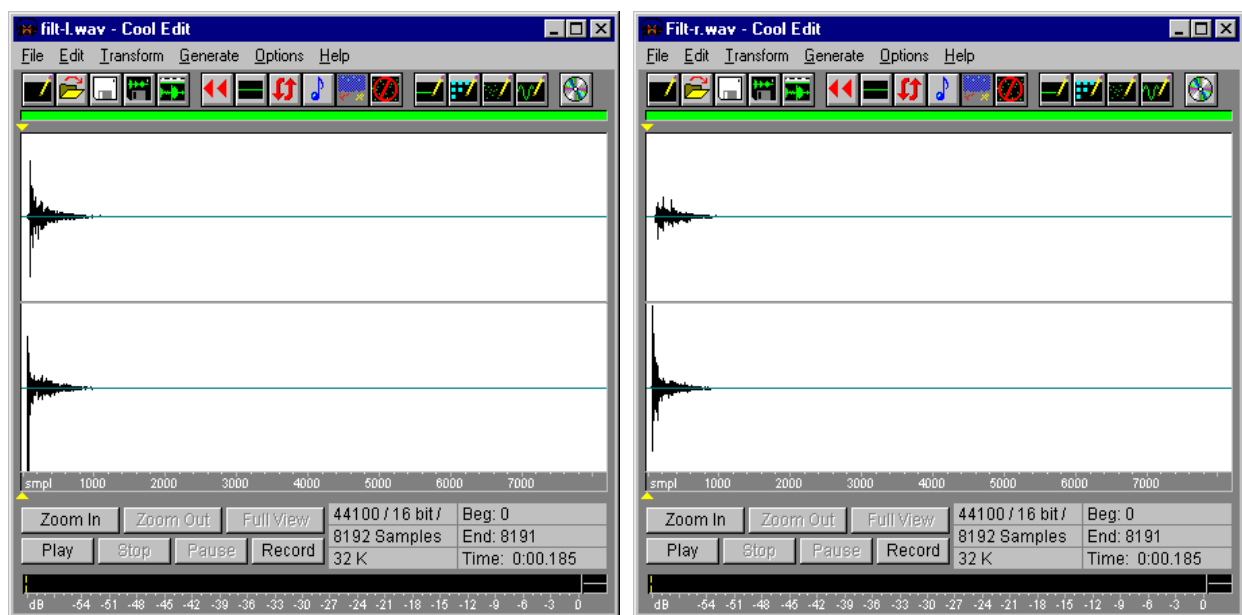 filt-l.wav - Cool Edit
File Edit Transform Generate Options Help
smpl 1000 2000 3000 4000 5000 6000 7000
Zoom In Zoom Out Full View 44100 / 16 bit / Beg: 0
8192 Samples End: 8191
Play Stop Pause Record 32 K Time: 0:00.185
dB -54 -51 -48 -45 -42 -39 -36 -33 -30 -27 -24 -21 -18 -15 -12 -9 -6 -3 0
Filt-r.wav - Cool Edit
File Edit Transform Generate Options Help
smpl 1000 2000 3000 4000 5000 6000 7000
Zoom In Zoom Out Full View 44100 / 16 bit / Beg: 0
8192 Samples End: 8191
Play Stop Pause Record 32 K Time: 0:00.185
dB -54 -51 -48 -45 -42 -39 -36 -33 -30 -27 -24 -21 -18 -15 -12 -9 -6 -3 0